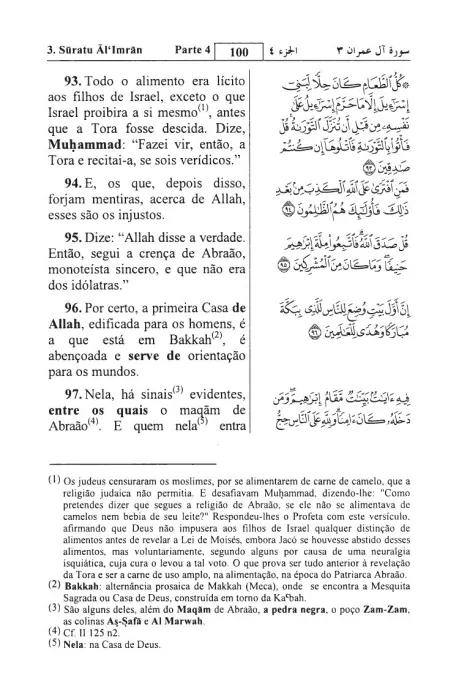 3. Sūratu Āl‘Imrān Parte 4 100 الجزء ٤ سورة آل عمران ٣
93. Todo o alimento era lícito
aos filhos de Israel, exceto o que
Israel proibira a si mesmo(1), antes
que a Tora fosse descida. Dize,
Muḥammad: “Fazei vir, então, a
Tora e recitai-a, se sois verídicos.”
94. E, os que, depois disso,
forjam mentiras, acerca de Allah,
esses são os injustos.
95. Dize: “Allah disse a verdade.
Então, segui a crença de Abraão,
monoteísta sincero, e que não era
dos idólatras.”
96. Por certo, a primeira Casa de
Allah, edificada para os homens, é
a que está em Bakkah(2), é
abençoada e serve de orientação
para os mundos.
97. Nela, há sinais(3) evidentes,
entre os quais o maqām de
Abraão(4). E quem nela(5) entra
كُلُّ ٱلطَّعَامِ كَانَ حِلًّا لِّبَنِىٓ
إِسْرَٰٓءِيلَ إِلَّا مَا حَرَّمَ إِسْرَٰٓءِيلُ عَلَىٰ
نَفْسِهِۦ مِن قَبْلِ أَن تُنَزَّلَ ٱلتَّوْرَىٰةُ ۗ قُلْ
فَأْتُوا۟ بِٱلتَّوْرَىٰةِ فَٱتْلُوهَآ إِن كُنتُمْ
صَٰدِقِينَ ٩٣
فَمَنِ ٱفْتَرَىٰ عَلَى ٱللَّهِ ٱلْكَذِبَ مِنۢ بَعْدِ
ذَٰلِكَ فَأُو۟لَٰٓئِكَ هُمُ ٱلظَّٰلِمُونَ ٩٤
قُلْ صَدَقَ ٱللَّهُ ۗ فَٱتَّبِعُوا۟ مِلَّةَ إِبْرَٰهِيمَ
حَنِيفًا وَمَا كَانَ مِنَ ٱلْمُشْرِكِينَ ٩٥
إِنَّ أَوَّلَ بَيْتٍ وُضِعَ لِلنَّاسِ لَلَّذِى بِبَكَّةَ
مُبَارَكًا وَهُدًى لِّلْعَٰلَمِينَ ٩٦
فِيهِ ءَايَٰتٌۢ بَيِّنَٰتٌ مَّقَامُ إِبْرَٰهِيمَ ۖ وَمَن
دَخَلَهُۥ كَانَ ءَامِنًا ۗ وَلِلَّهِ عَلَى ٱلنَّاسِ حِجُّ
(1) Os judeus censuraram os moslimes, por se alimentarem de carne de camelo, que a
religião judaica não permitia. E desafiavam Muḥammad, dizendo-lhe: "Como
pretendes dizer que segues a religião de Abraão, se ele não se alimentava de
camelos nem bebia de seu leite?" Respondeu-lhes o Profeta com este versículo,
afirmando que Deus não impusera aos filhos de Israel qualquer distinção de
alimentos antes de revelar a Lei de Moisés, embora Jacó se houvesse abstido desses
alimentos, mas voluntariamente, segundo alguns por causa de uma neuralgia
isquiática, cuja cura o levou a tal voto. O que prova ser tudo anterior à revelação
da Tora e ser a carne de uso amplo, na alimentação, na época do Patriarca Abraão.
(2) Bakkah: alternância prosaica de Makkah (Meca), onde se encontra a Mesquita
Sagrada ou Casa de Deus, construída em torno da Kaᶜbah.
(3) São alguns deles, além do Maqām de Abraão, a pedra negra, o poço Zam-Zam,
as colinas Aṣ-Ṣafā e Al Marwah.
(4) Cf. II 125 n2.
(5) Nela: na Casa de Deus.